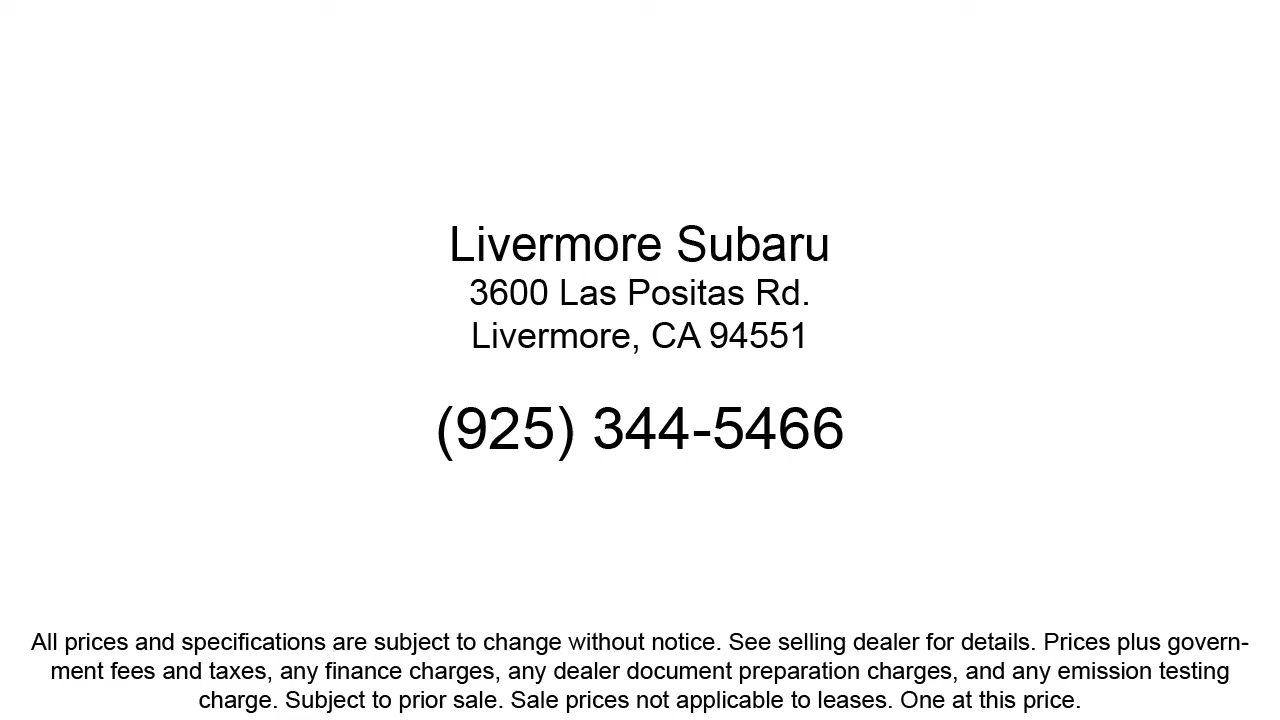 Livermore Subaru
3600 Las Positas Rd.
Livermore, CA 94551
(925) 344-5466
All prices and specifications are subject to change without notice. See selling dealer for details. Prices plus govern-
ment fees and taxes, any finance charges, any dealer document preparation charges, and any emission testing
charge. Subject to prior sale. Sale prices not applicable to leases. One at this price.